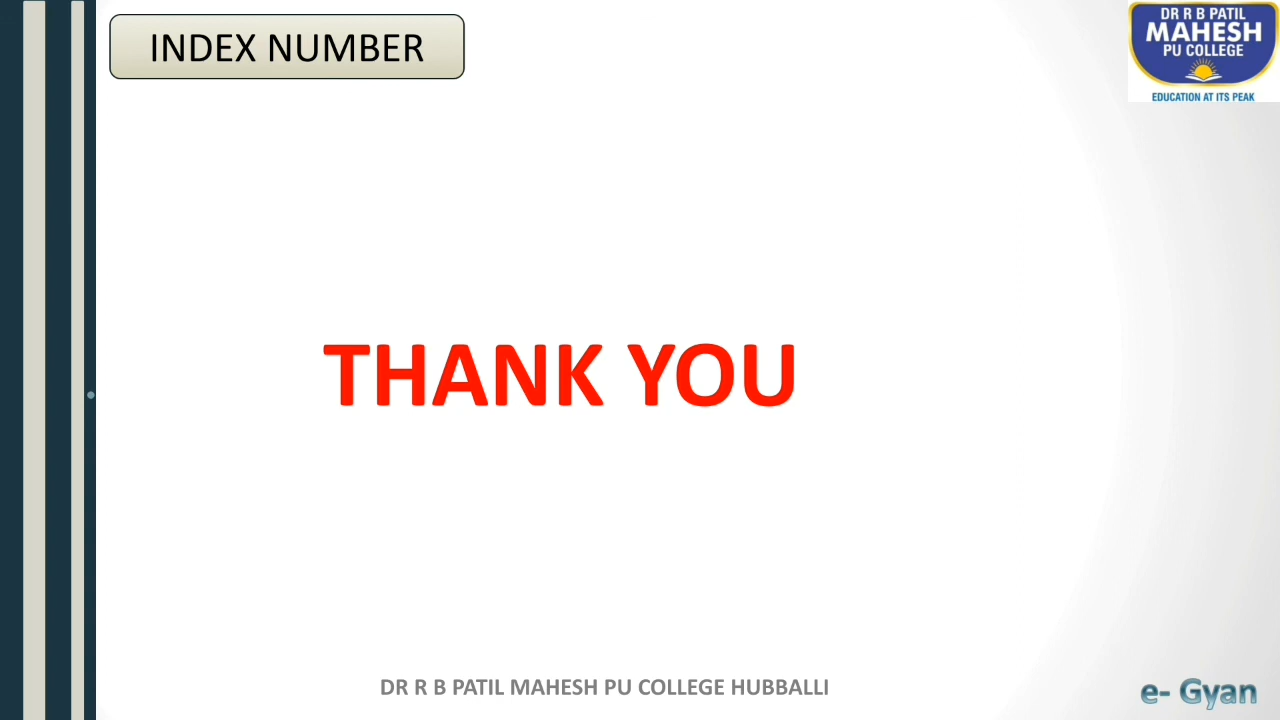 INDEX NUMBER
DR R B PATIL
MAHESH
PU COLLEGE
EDUCATION AT ITS PEAK
THANK YOU
DR R B PATIL MAHESH PU COLLEGE HUBBALLI
e- Gyan